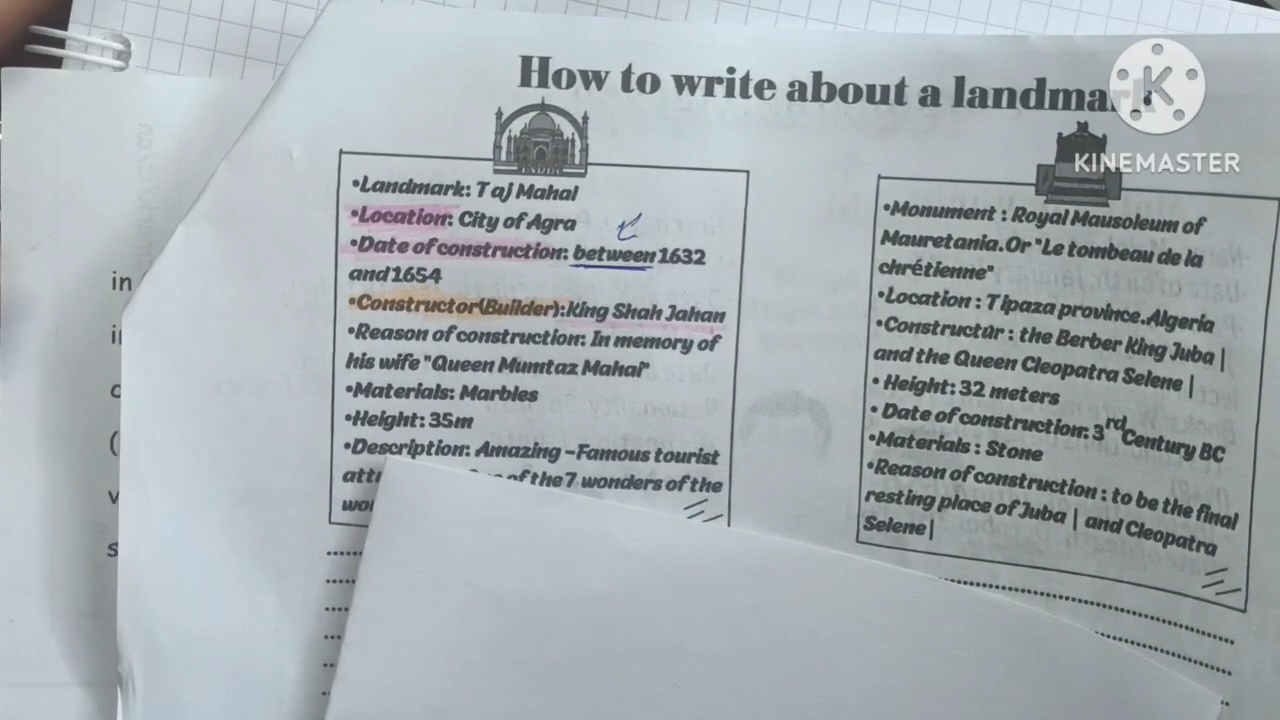 How to write about a landmark
KINEMASTER
INDIA
•Landmark: Taj Mahal
•Location: City of Agra
•Date of construction: between 1632
and 1654
•Constructor(Builder):King Shah Jahan
•Reason of construction: In memory of
his wife "Queen Mumtaz Mahal"
•Materials: Marbles
•Height: 35m
•Description: Amazing -Famous tourist
of the 7 wonders of the
•Monument : Royal Mausoleum of
Mauretania.Or "Le tombeau de la
chrétienne"
•Location : Tipaza province.Algeria
•Constructur : the Berber King Juba |
and the Queen Cleopatra Selene |
• Height: 32 meters
• Date of construction: 3rd Century BC
•Materials : Stone
•Reason of construction : to be the final
resting place of Juba | and Cleopatra
Selene |
in